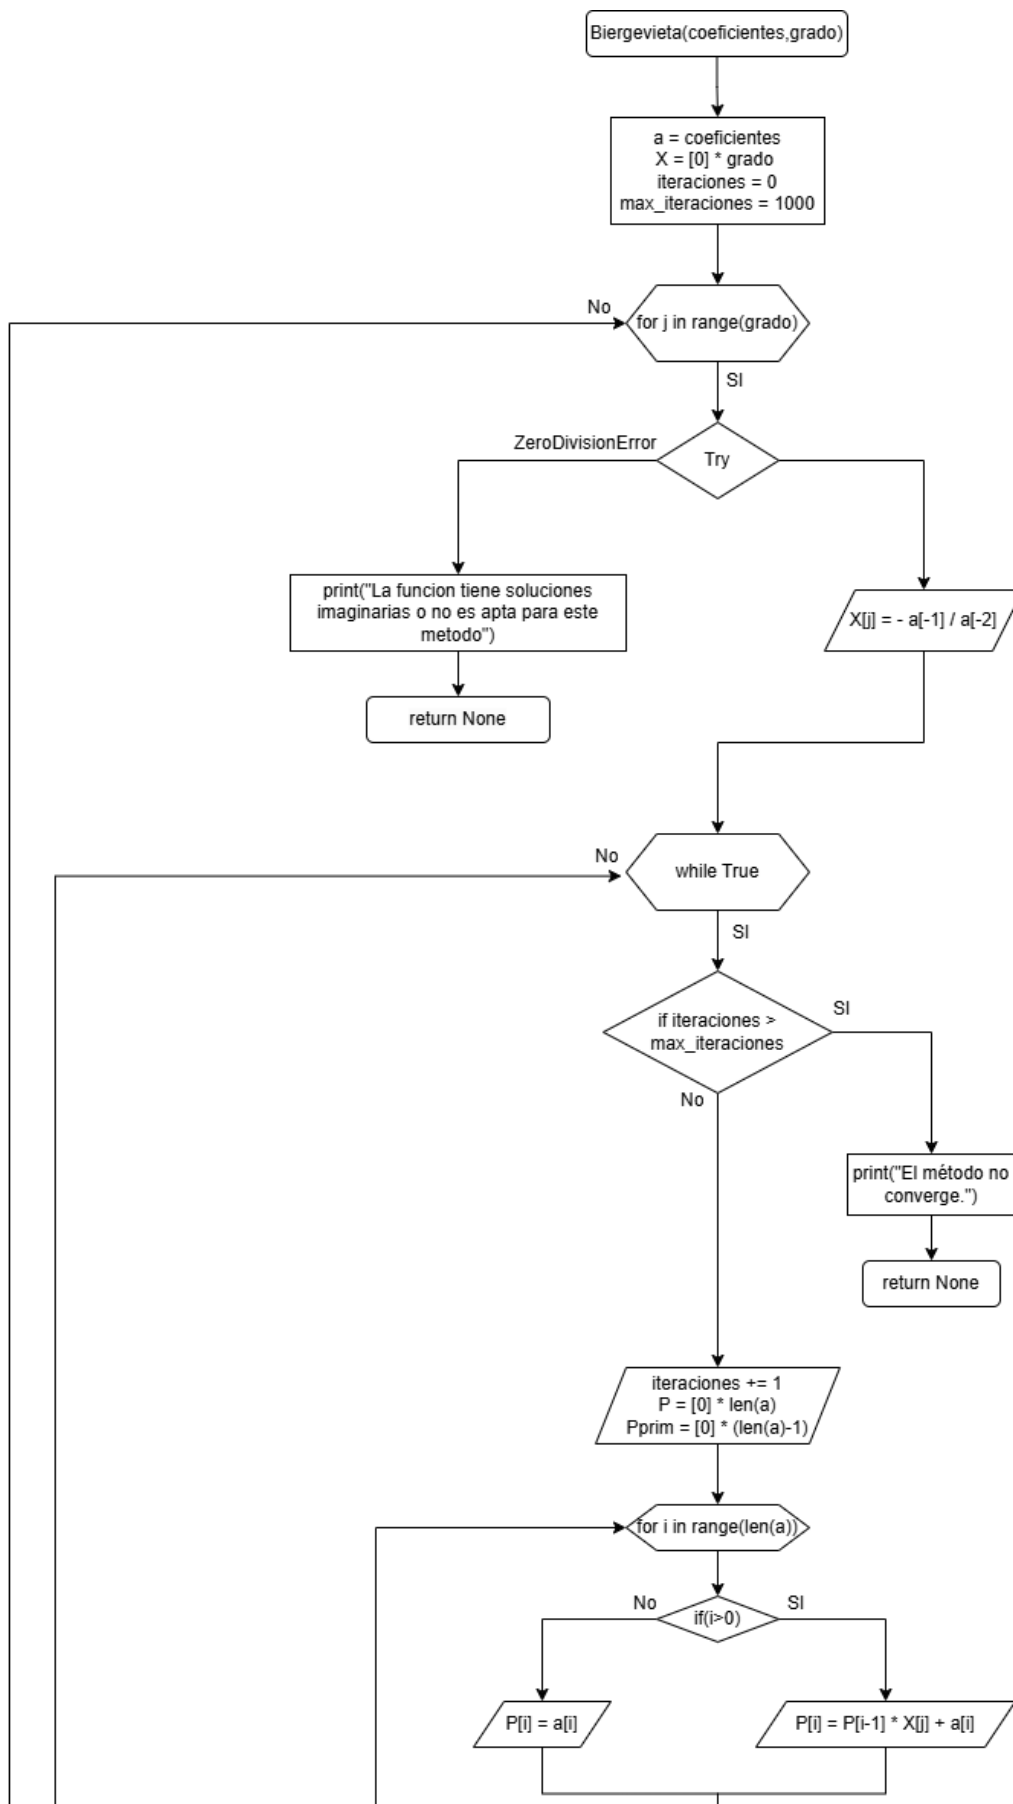 Biergevieta(coeficientes,grado)
a = coeficientes
X = [0] * grado
iteraciones = 0
max_iteraciones = 1000
No
for j in range(grado)
SI
ZeroDivisionError
Try
print("La funcion tiene soluciones
imaginarias o no es apta para este
metodo")
X[j] = - a[-1] / a[-2]
return None
No
while True
SI
if iteraciones >
max_iteraciones
SI
No
print("El método no
converge.")
return None
iteraciones += 1
P = [0] * len(a)
Pprim = [0] * (len(a)-1)
for i in range(len(a))
No
if(i>0)
SI
P[i] = a[i]
P[i] = P[i-1] * X[j] + a[i]